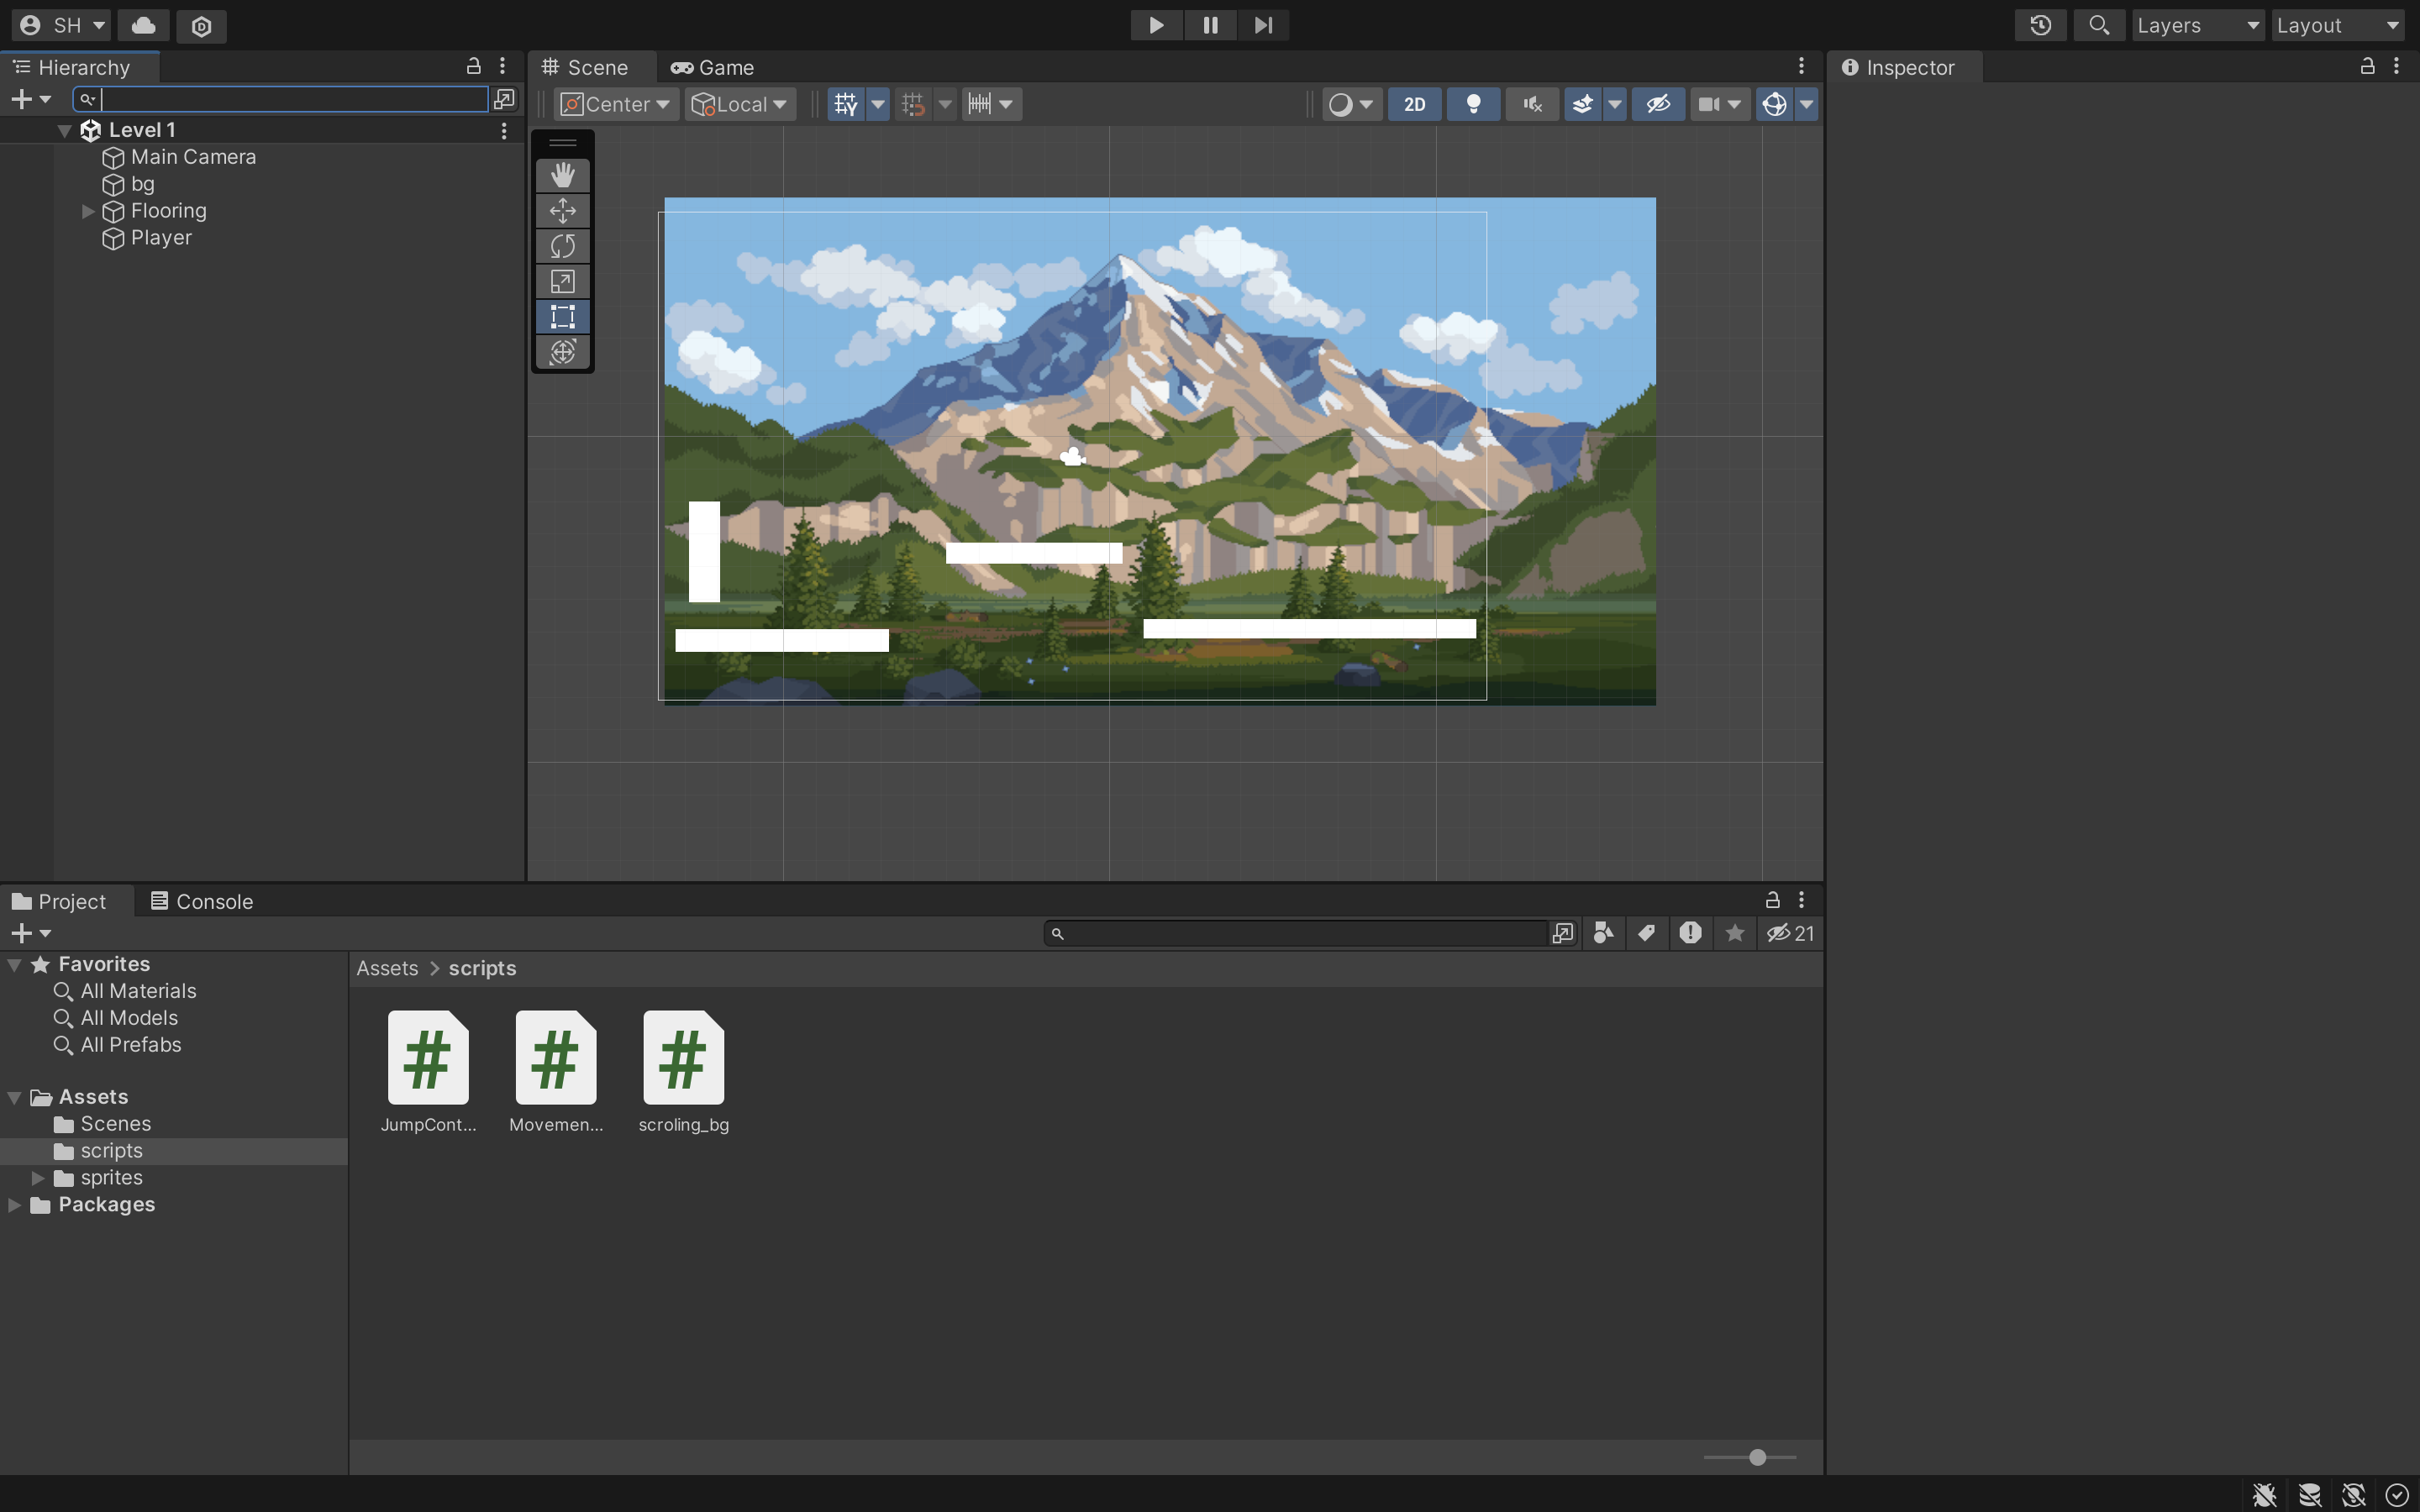 SH
Layers
Layout
Hierarchy
Level 1
Main Camera
bg
Flooring
Player
Scene
Game
Center
Local
2D
Inspector
Project
Console
21
Favorites
All Materials
All Models
All Prefabs
Assets
Scenes
scripts
sprites
Packages
Assets > scripts
JumpCont...
Movemen...
scroling_bg